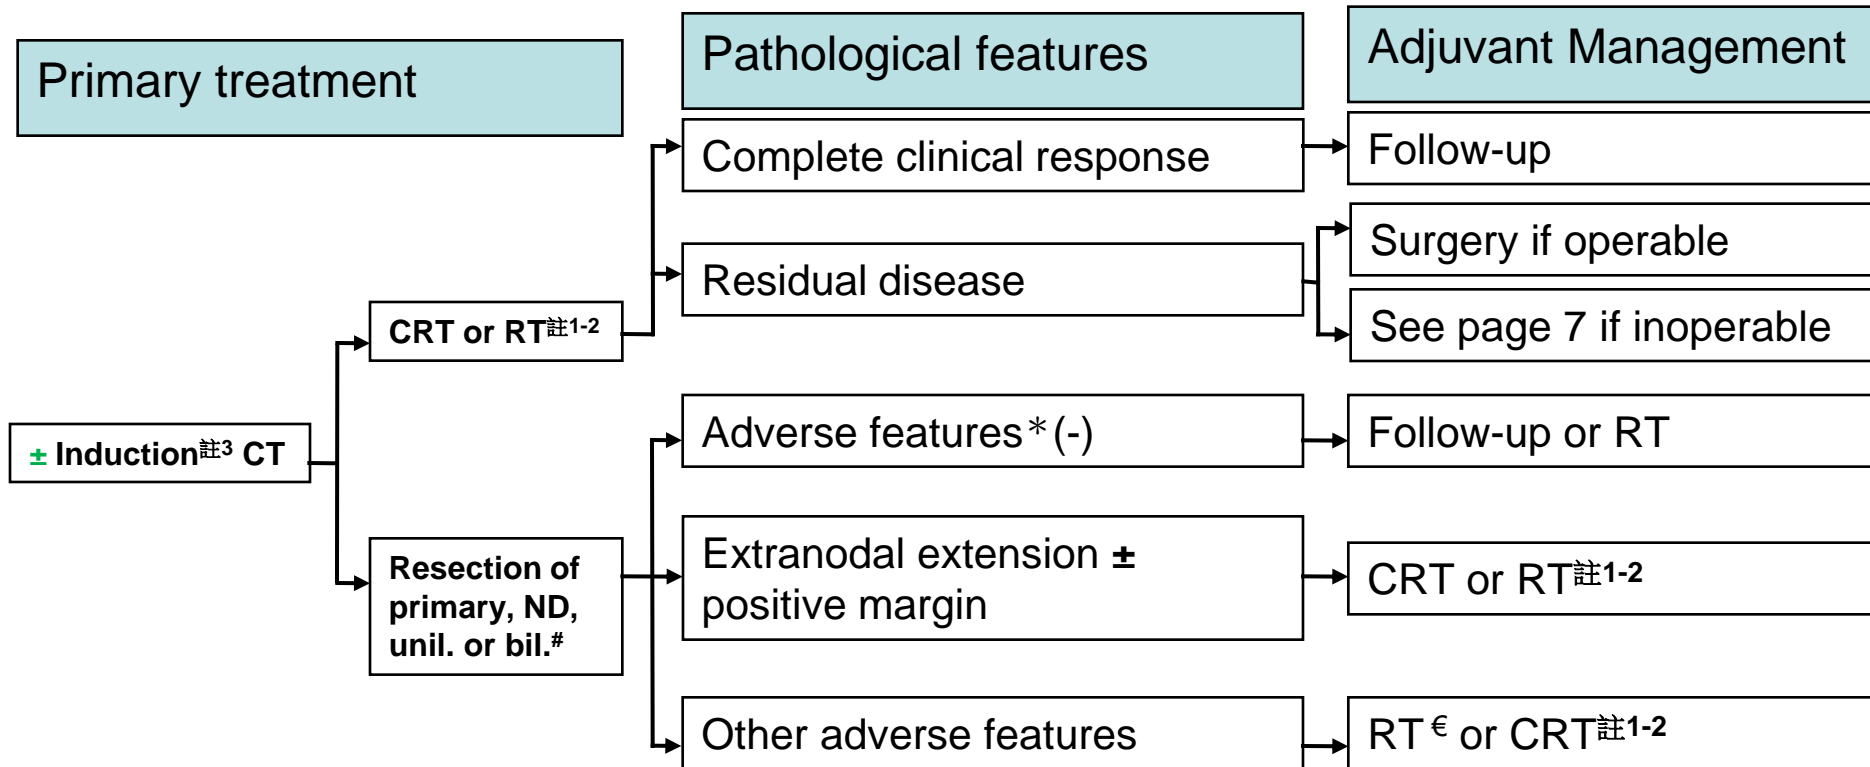 Primary treatment
Pathological features
Adjuvant Management
Complete clinical response
Follow-up
Residual disease
Surgery if operable
See page 7 if inoperable
CRT or RT註1-2
± Induction註3 CT
Adverse features*(-)
Follow-up or RT
Resection of
primary, ND,
unil. or bil.#
Extranodal extension ±
positive margin
CRT or RT註1-2
Other adverse features
RT€ or CRT註1-2